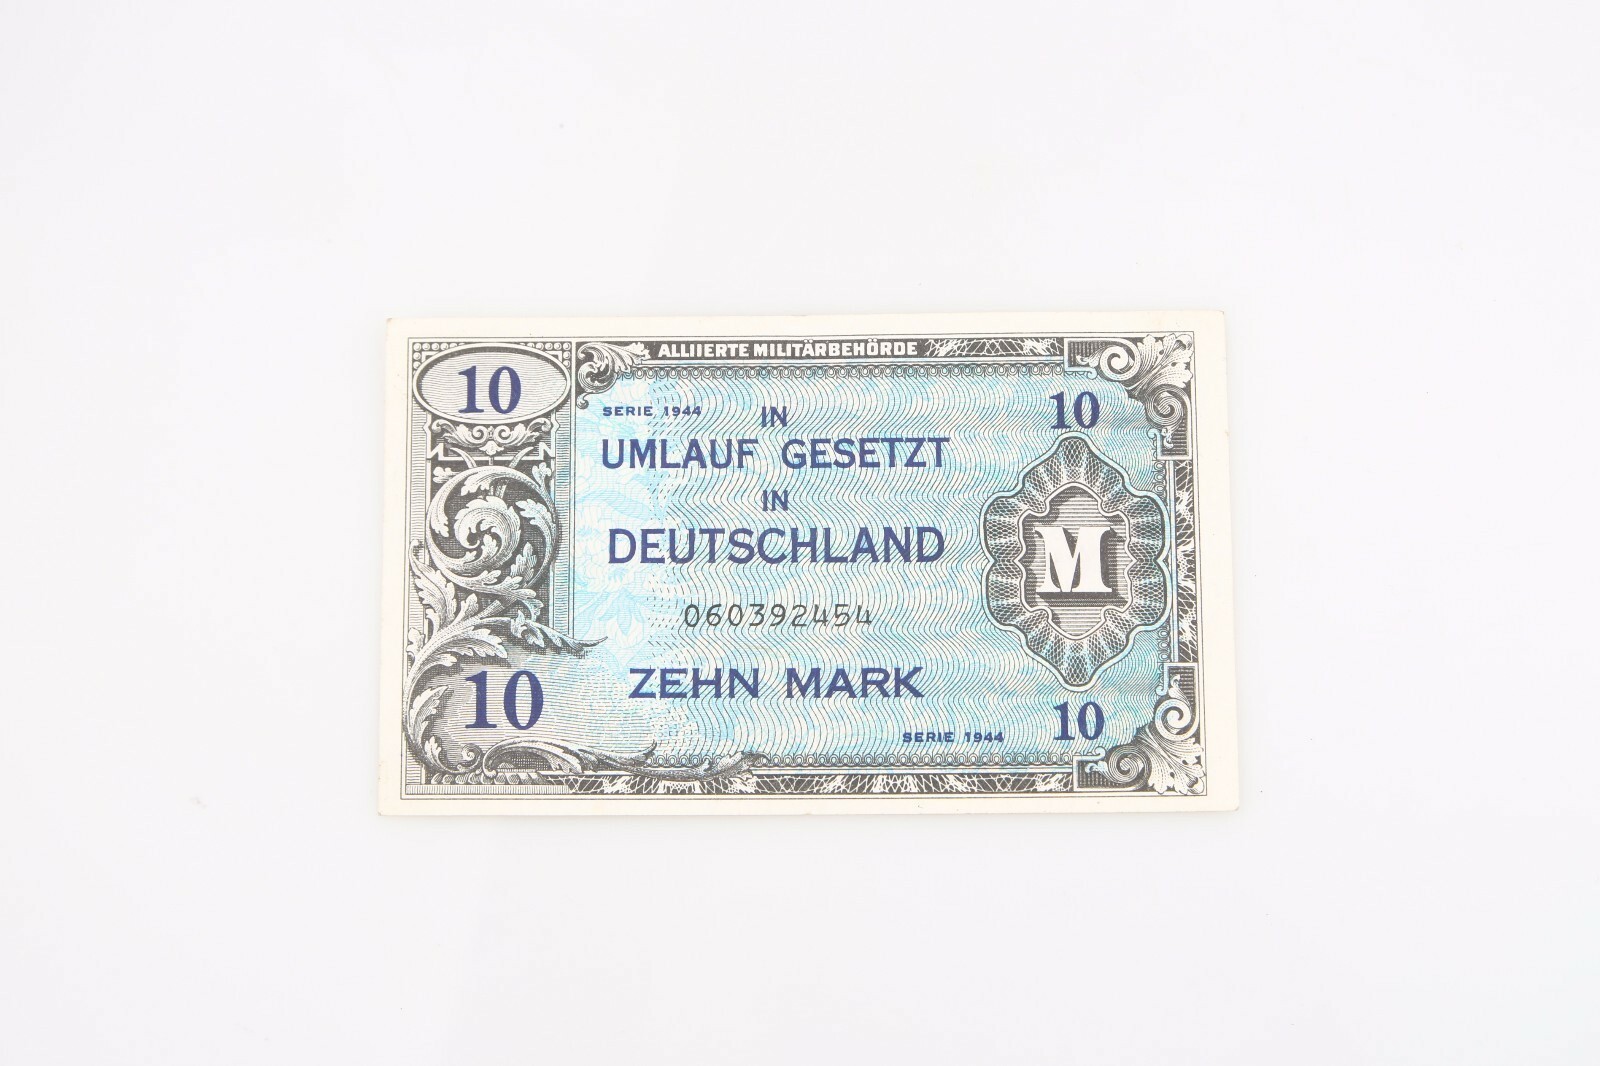 ALLIIERTE MILITÄRBEHÖRDE
10
10
SERIE 1944
IN
UMLAUF GESETZT
IN
DEUTSCHLAND
M
060392454
ZEHN MARK
10
10
SERIE 1944